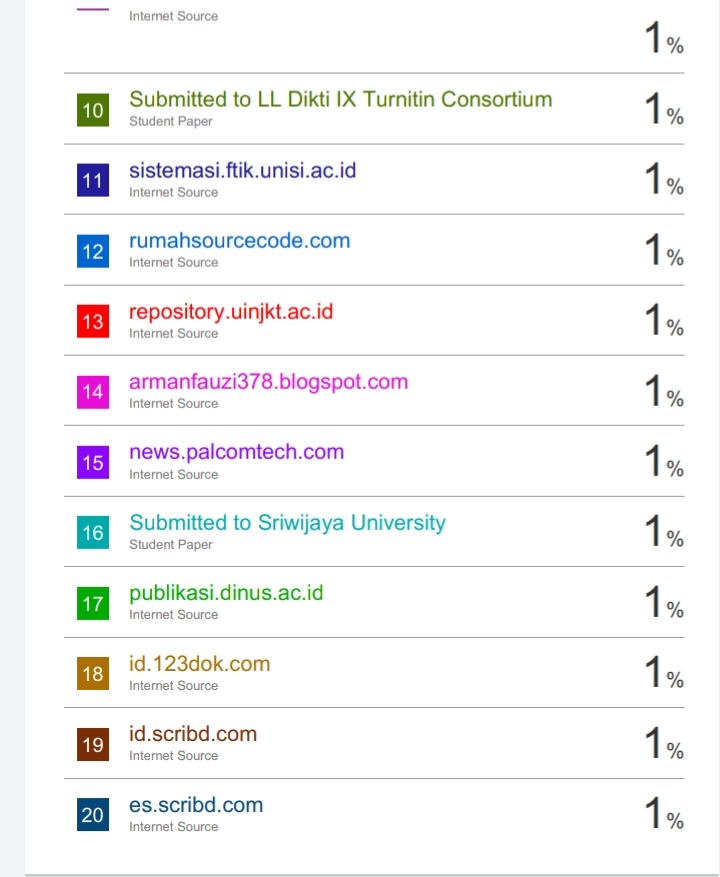 Internet Source
1%
10 Submitted to LL Dikti IX Turnitin Consortium 1%
Student Paper
11 sistemasi.ftik.unisi.ac.id 1%
Internet Source
12 rumahsourcecode.com 1%
Internet Source
13 repository.uinjkt.ac.id 1%
Internet Source
14 armanfauzi378.blogspot.com 1%
Internet Source
15 news.palcomtech.com 1%
Internet Source
16 Submitted to Sriwijaya University 1%
Student Paper
17 publikasi.dinus.ac.id 1%
Internet Source
18 id.123dok.com 1%
Internet Source
19 id.scribd.com 1%
Internet Source
20 es.scribd.com 1%
Internet Source